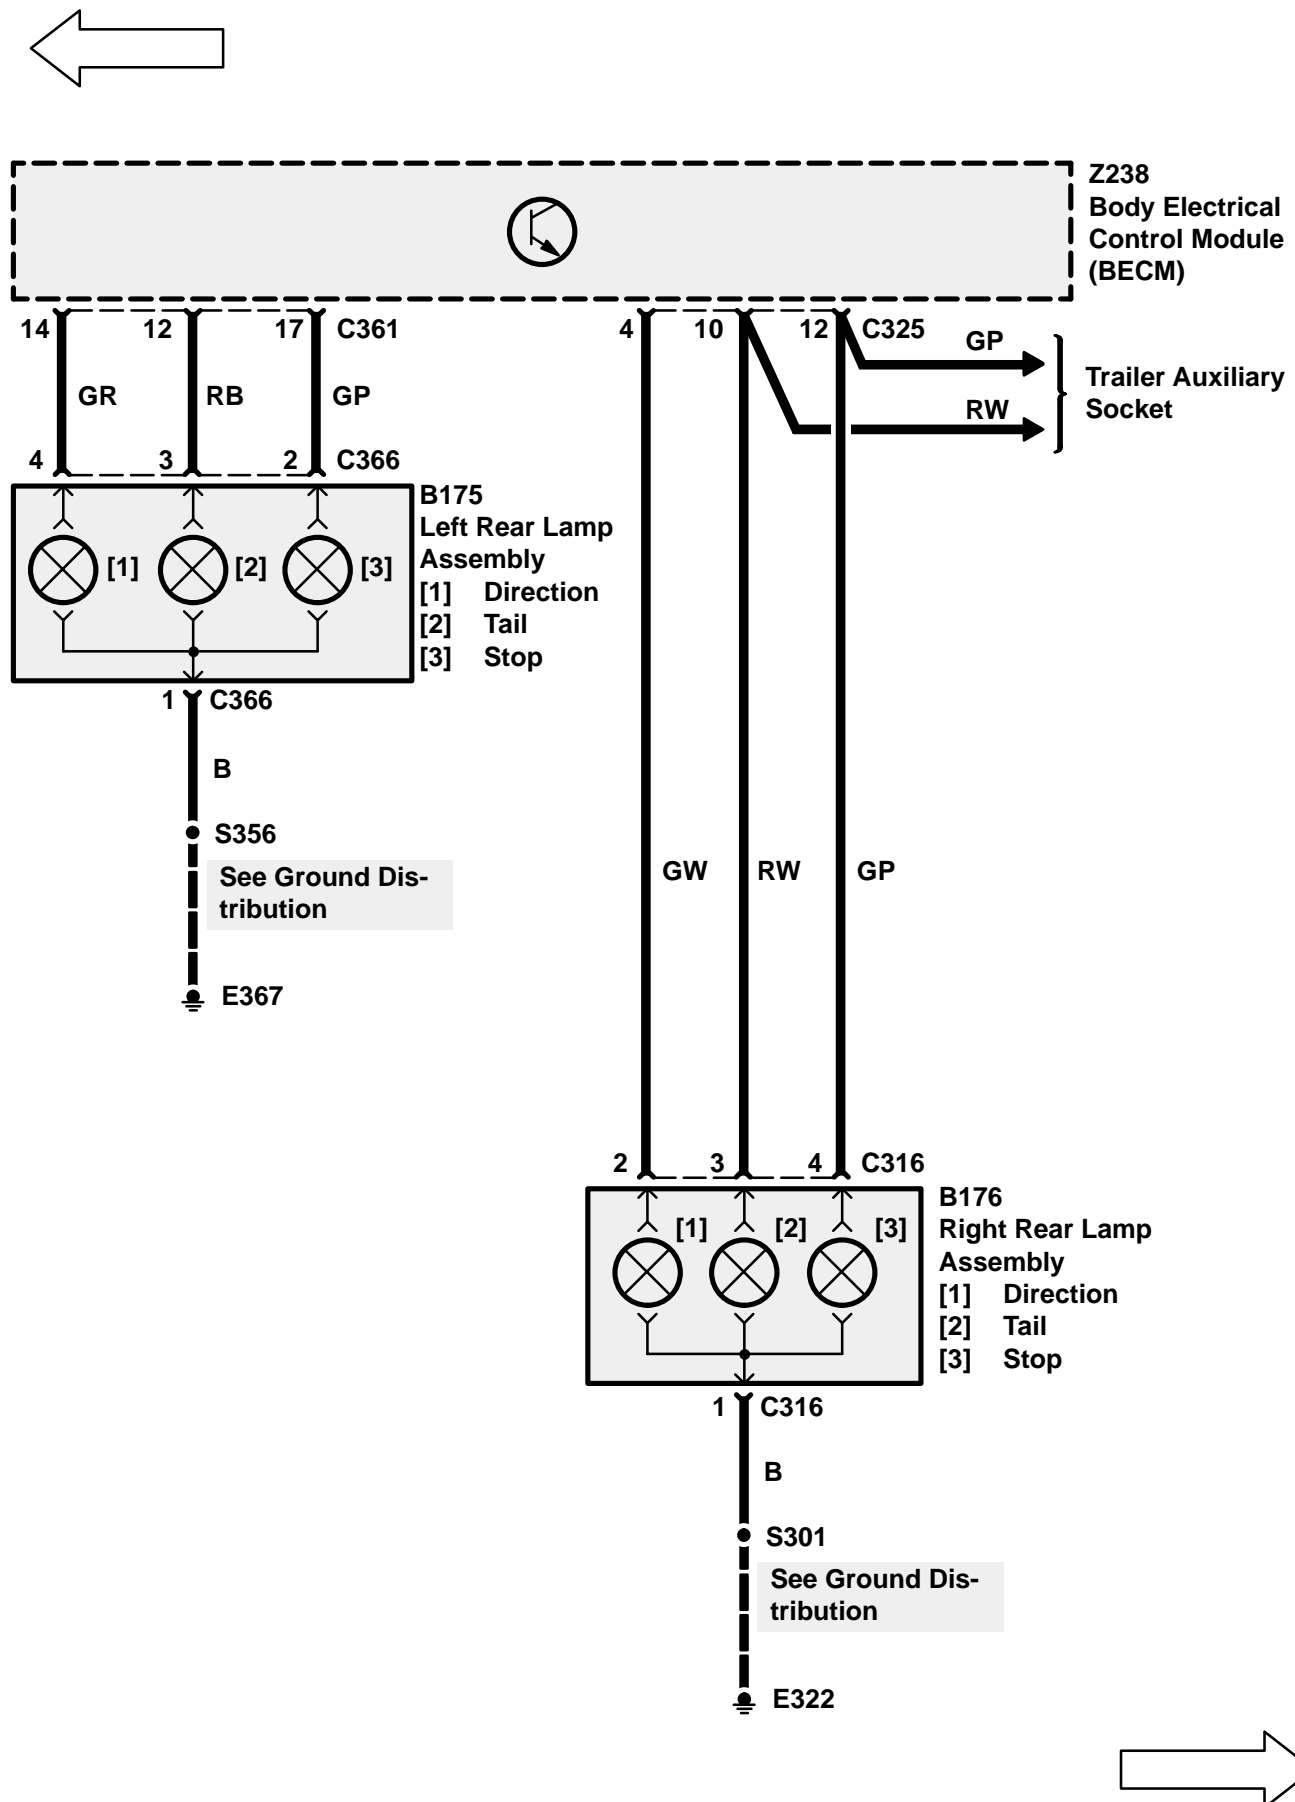 Z238
Body Electrical
Control Module
(BECM)
14 12 17 C361 4 10 12 C325
GP
RW
Trailer Auxiliary
Socket
GR RB GP
4 3 2 C366
B175
Left Rear Lamp
Assembly
[1] Direction
[2] Tail
[3] Stop
[1] [2] [3]
1 C366
B
S356
See Ground Dis-
tribution
E367
GW RW GP
2 3 4 C316
B176
Right Rear Lamp
Assembly
[1] Direction
[2] Tail
[3] Stop
[1] [2] [3]
1 C316
B
S301
See Ground Dis-
tribution
E322